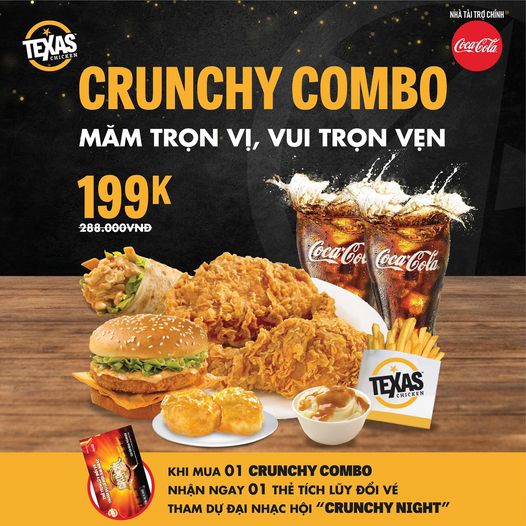 TEXAS
CHICKEN
NHÀ TÀI TRỢ CHÍNH
Coca-Cola
CRUNCHY COMBO
MĂM TRỌN VỊ, VUI TRỌN VẸN
199K
288.000VNĐ
Coca-Cola
Coca-Cola
TEXAS
CHICKEN
KHI MUA 01 CRUNCHY COMBO
NHẬN NGAY 01 THẺ TÍCH LŨY ĐỔI VÉ
THAM DỰ ĐẠI NHẠC HỘI “CRUNCHY NIGHT”